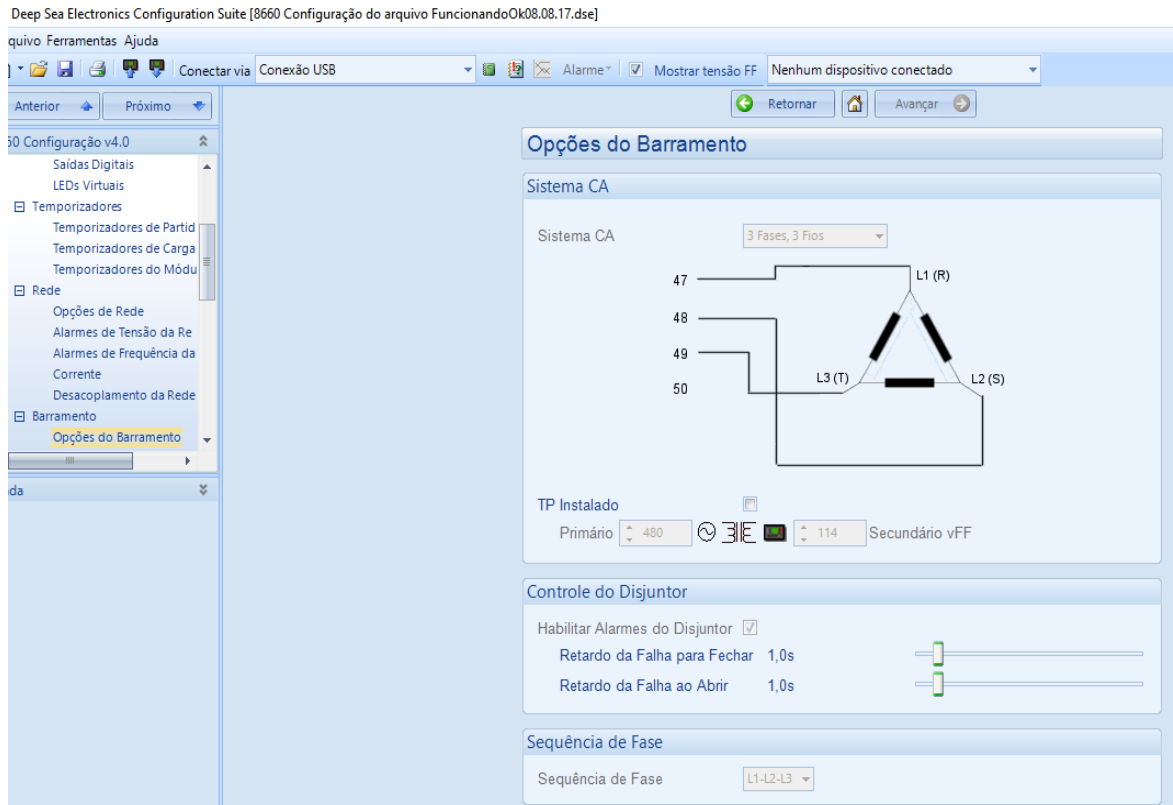 Deep Sea Electronics Configuration Suite [8660 Configuração do arquivo FuncionandoOk08.08.17.dse]
quivo Ferramentas Ajuda
Conectar via Conexão USB Alarme Mostrar tensão FF Nenhum dispositivo conectado
Anterior Próximo
Retornar Avançar
60 Configuração v4.0
Saídas Digitais
LEDs Virtuais
Temporizadores
Temporizadores de Partid
Temporizadores de Carga
Temporizadores do Módu
Rede
Opções de Rede
Alarmes de Tensão da Re
Alarmes de Frequência da
Corrente
Desacoplamento da Rede
Barramento
Opções do Barramento
da
Opções do Barramento
Sistema CA
Sistema CA 3 Fases, 3 Fios
47 L1 (R)
48
49
L3 (T) L2 (S)
50
TP Instalado
Primário 480 114 Secundário vFF
Controle do Disjuntor
Habilitar Alarmes do Disjuntor
Retardo da Falha para Fechar 1,0s
Retardo da Falha ao Abrir 1,0s
Sequência de Fase
Sequência de Fase L1-L2-L3